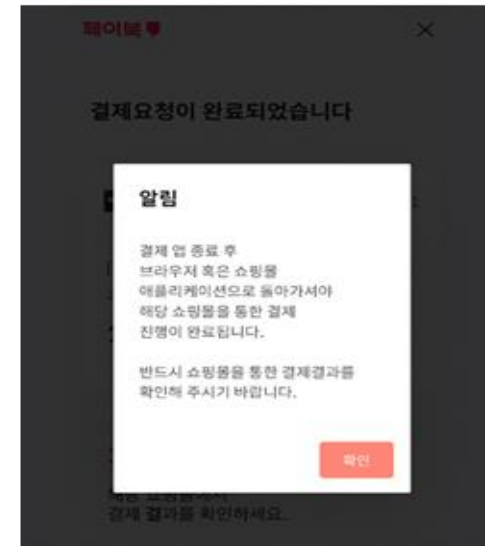 페이북
결제요청이 완료되었습니다
알림
결제 앱 종료 후
브라우저 혹은 쇼핑몰
애플리케이션으로 돌아가셔야
해당 쇼핑몰을 통한 결제
진행이 완료됩니다.
반드시 쇼핑몰을 통한 결제결과를
확인해 주시기 바랍니다.
확인
결제 결과를 확인하세요.